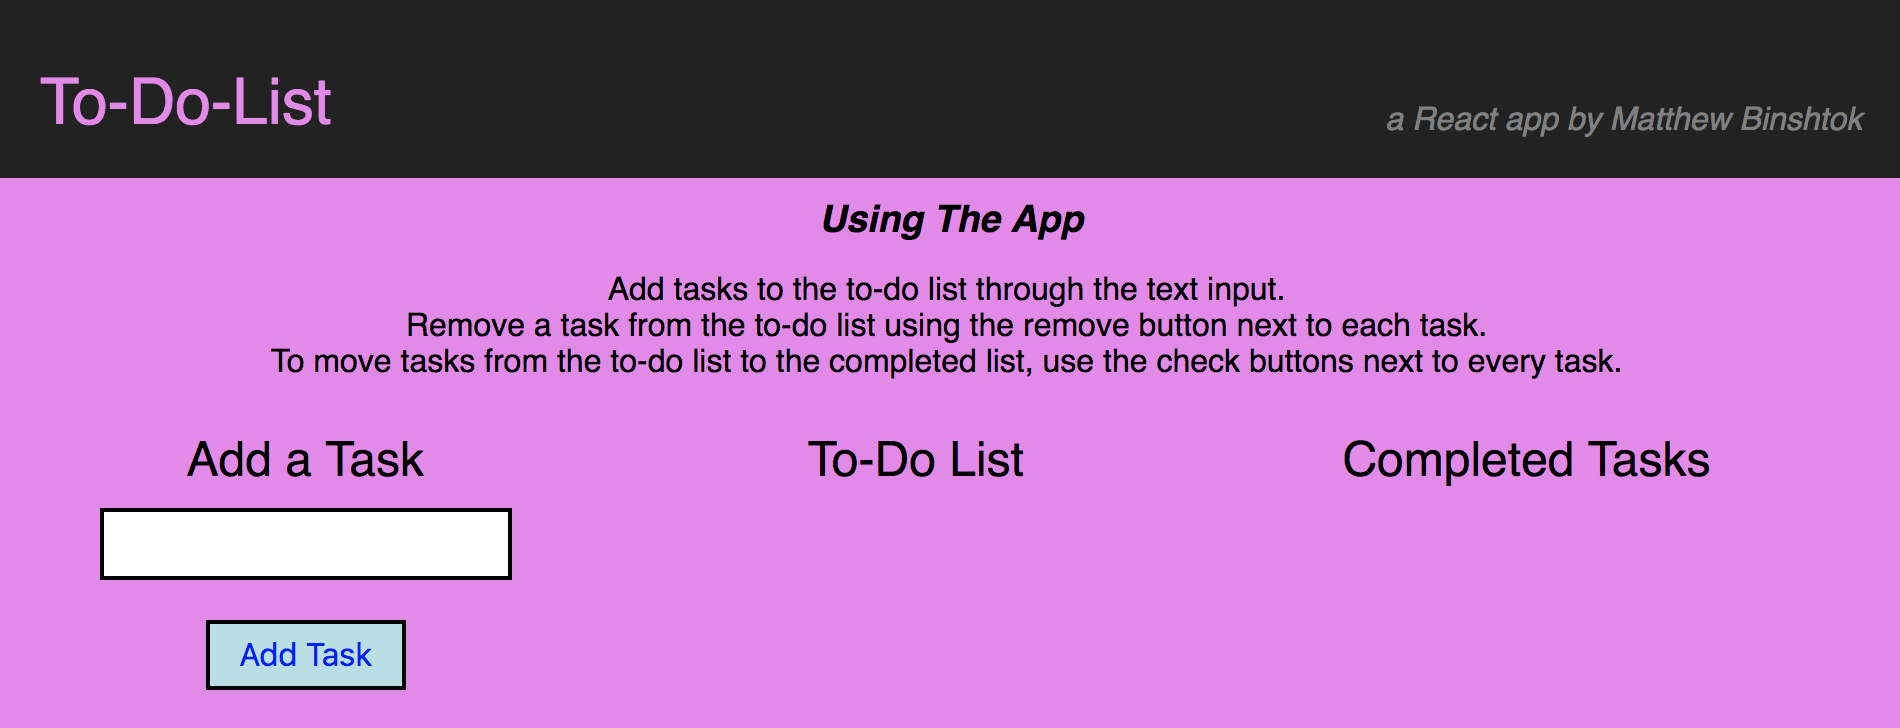 To-Do-List
a React app by Matthew Binshtok
Using The App
Add tasks to the to-do list through the text input.
Remove a task from the to-do list using the remove button next to each task.
To move tasks from the to-do list to the completed list, use the check buttons next to every task.
Add a Task
To-Do List
Completed Tasks
Add Task